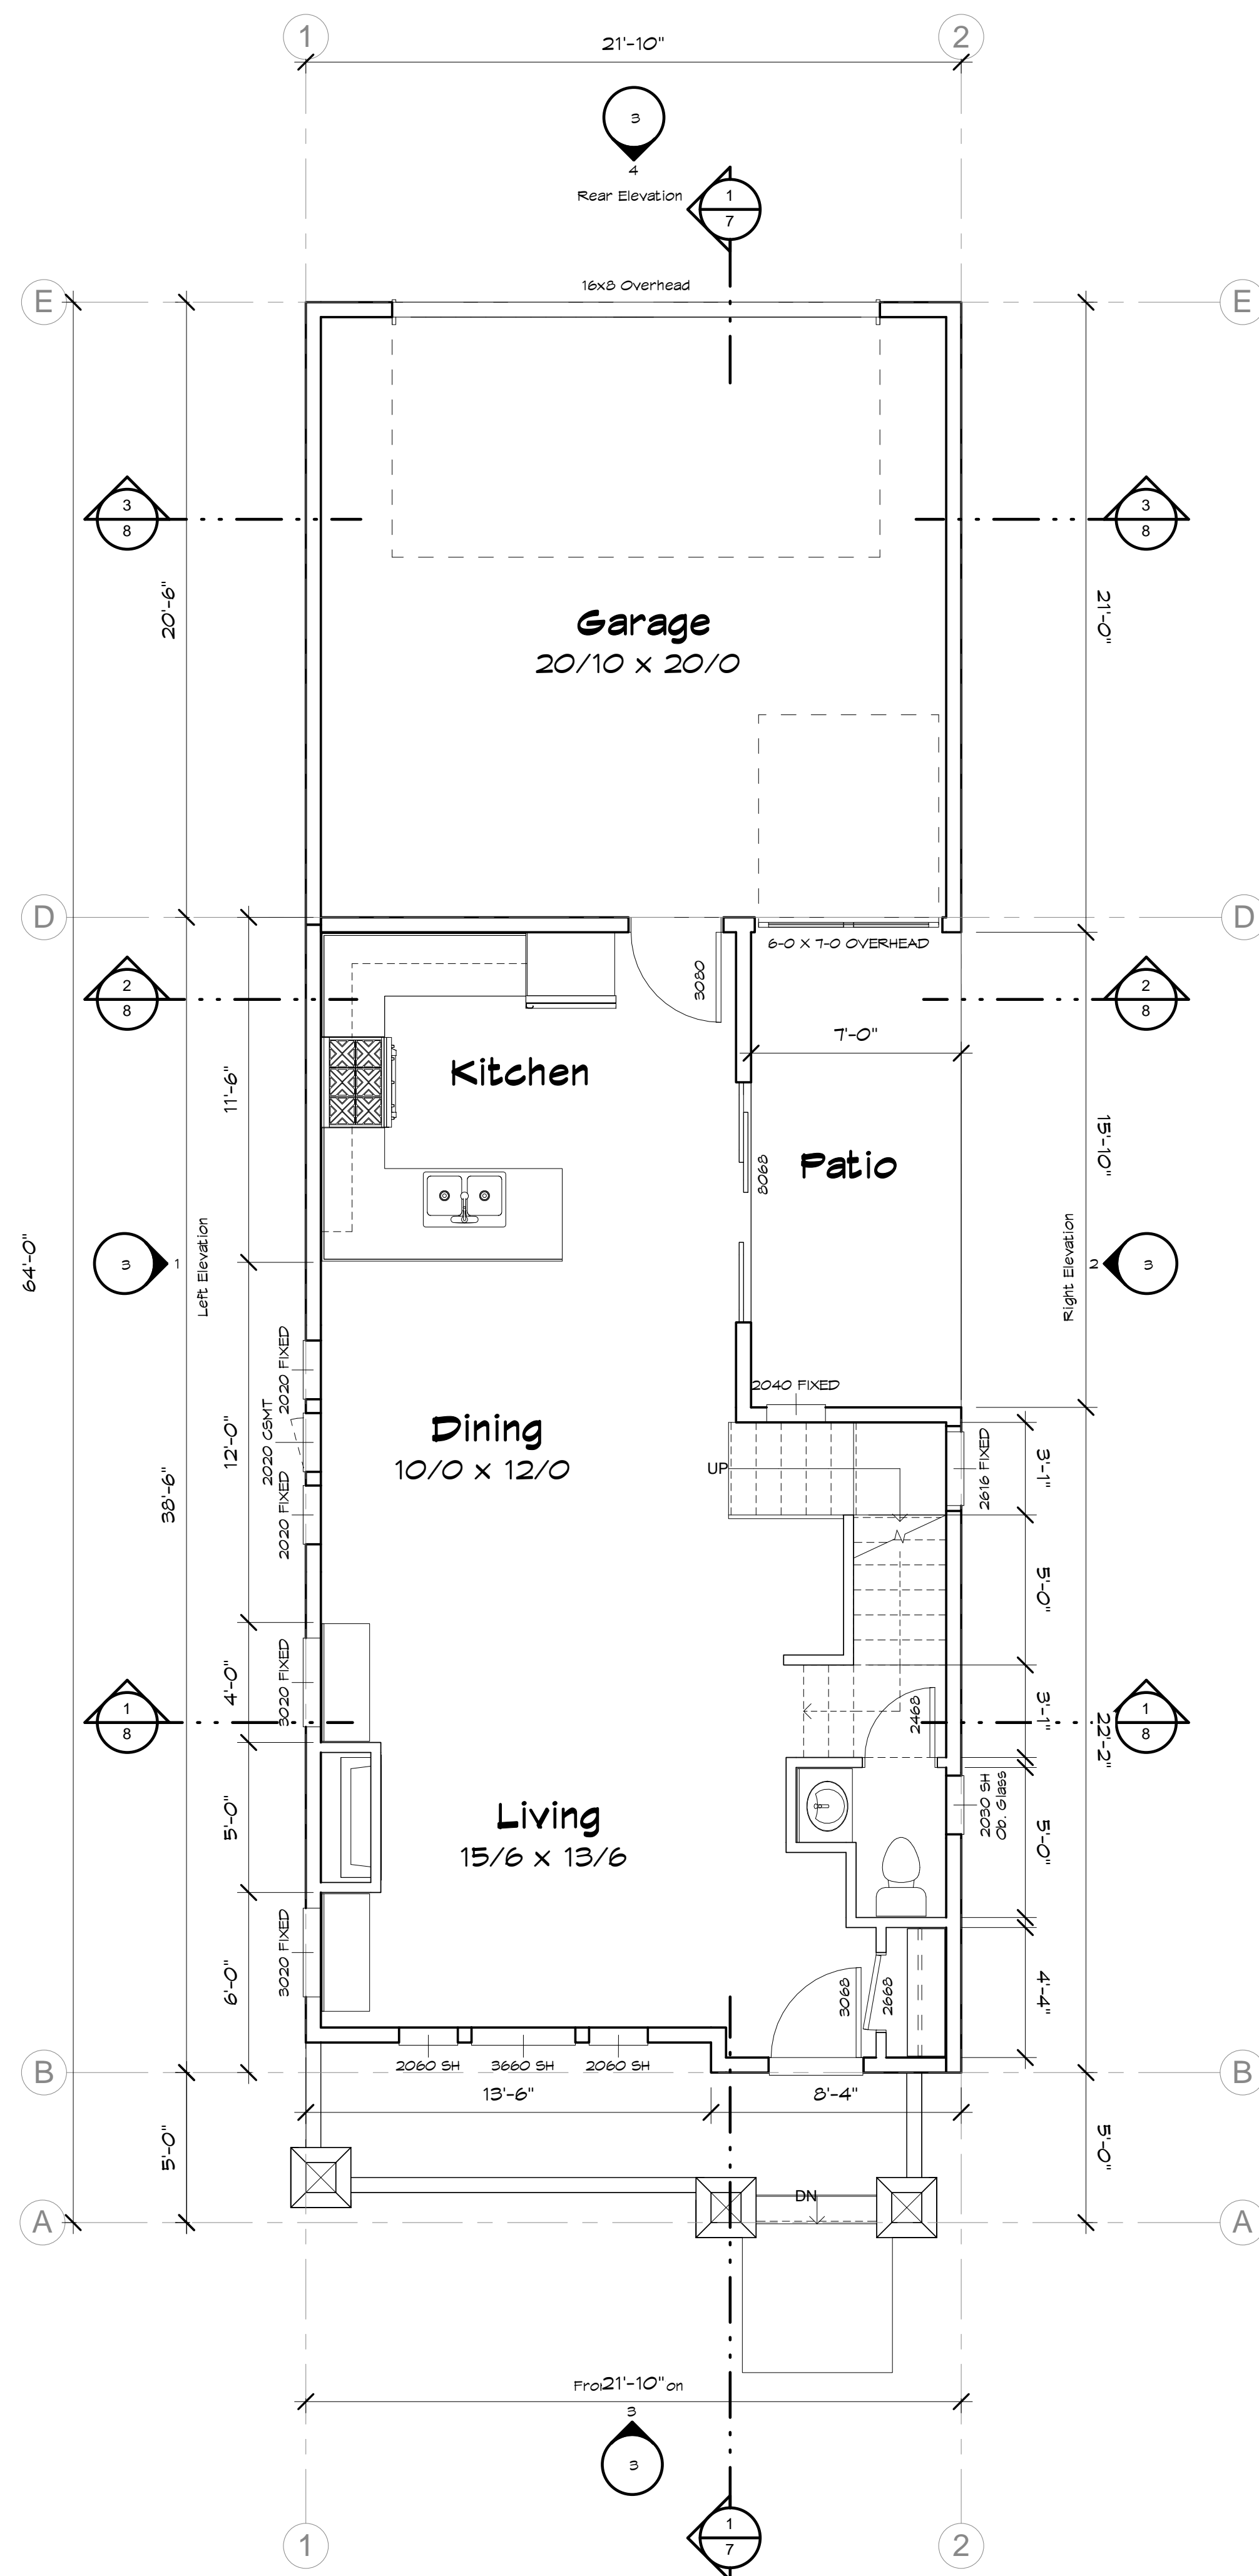 1
21'-10"
2
3
4
Rear Elevation
1
7
16x8 Overhead
E
E
3
8
3
8
20'-6"
21'-0"
Garage
20/10 x 20/0
D
D
6-0 X 7-0 OVERHEAD
3080
2
8
2
8
7'-0"
Kitchen
11'-6"
15'-10"
Patio
8068
64'-0"
3
1
Left Elevation
Right Elevation
2
3
2020 FIXED
2020 CSMT
2020 FIXED
12'-0"
38'-6"
2040 FIXED
Dining
10/0 x 12/0
UP
2616 FIXED
3'-1"
5'-0"
4'-0"
3020 FIXED
1
8
2468
3'-1"
22'-2"
1
8
5'-0"
Living
15/6 x 13/6
2030 SH
Ob. Glass
5'-0"
6'-0"
3020 FIXED
3068
2668
4'-4"
2060 SH
3660 SH
2060 SH
B
B
13'-6"
8'-4"
5'-0"
5'-0"
DN
A
A
Fro
21'-10"
on
3
3
1
1
7
2